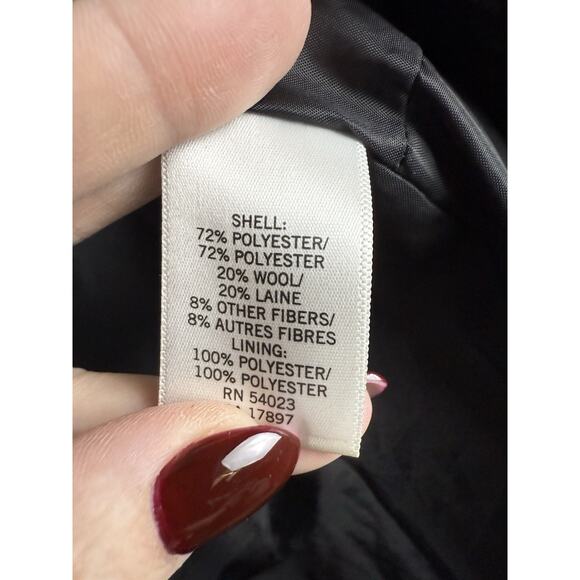 SHELL:
72% POLYESTER/
72% POLYESTER
20% WOOL/
20% LAINE
8% OTHER FIBERS/
8% AUTRES FIBRES
LINING:
100% POLYESTER/
100% POLYESTER
RN 54023
17897